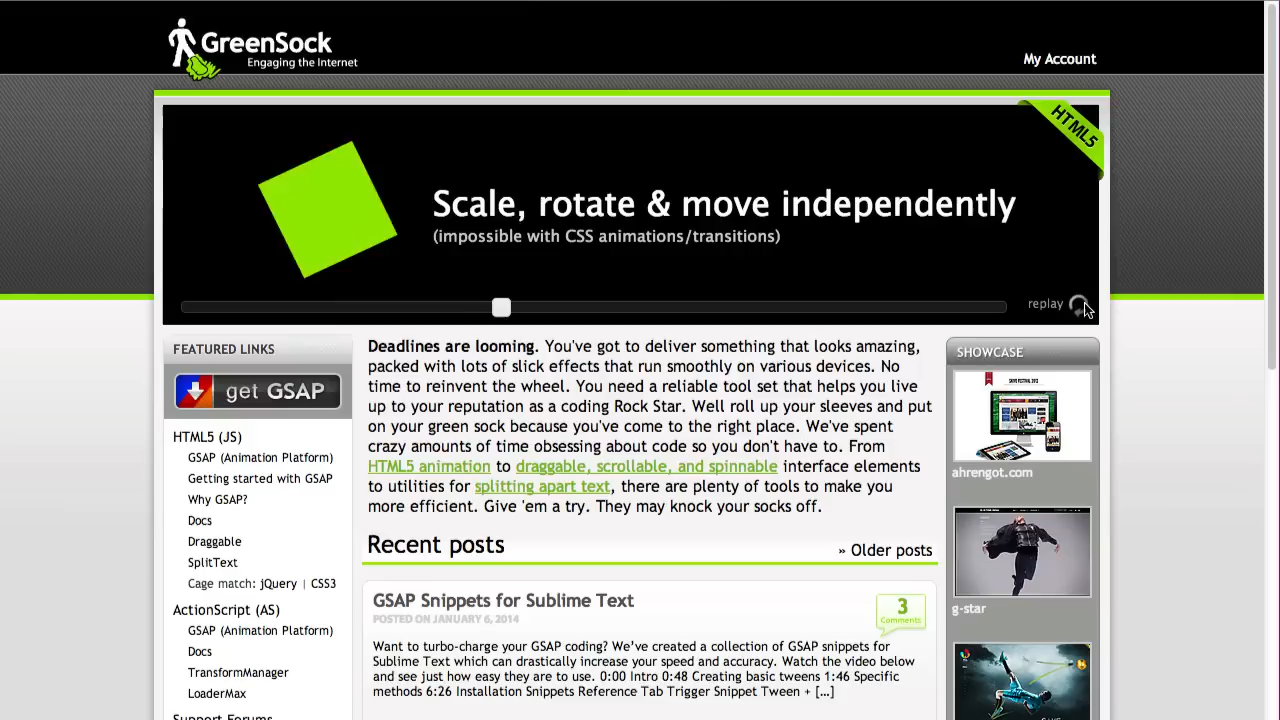 GreenSock
Engaging the Internet
My Account
HTML5
Scale, rotate & move independently
(impossible with CSS animations/transitions)
replay
FEATURED LINKS
get GSAP
HTML5 (JS)
GSAP (Animation Platform)
Getting started with GSAP
Why GSAP?
Docs
Draggable
SplitText
Cage match: jQuery | CSS3
ActionScript (AS)
GSAP (Animation Platform)
Docs
TransformManager
LoaderMax
Support Forums
Deadlines are looming. You've got to deliver something that looks amazing,
packed with lots of slick effects that run smoothly on various devices. No
time to reinvent the wheel. You need a reliable tool set that helps you live
up to your reputation as a coding Rock Star. Well roll up your sleeves and put
on your green sock because you've come to the right place. We've spent
crazy amounts of time obsessing about code so you don't have to. From
HTML5 animation to draggable, scrollable, and spinnable interface elements
to utilities for splitting apart text, there are plenty of tools to make you
more efficient. Give 'em a try. They may knock your socks off.
Recent posts
» Older posts
GSAP Snippets for Sublime Text
POSTED ON JANUARY 6, 2014
3
Comments
Want to turbo-charge your GSAP coding? We've created a collection of GSAP snippets for
Sublime Text which can drastically increase your speed and accuracy. Watch the video below
and see just how easy they are to use. 0:00 Intro 0:48 Creating basic tweens 1:46 Specific
methods 6:26 Installation Snippets Reference Tab Trigger Snippet Tween + [...]
SHOWCASE
ahrengot.com
g-star